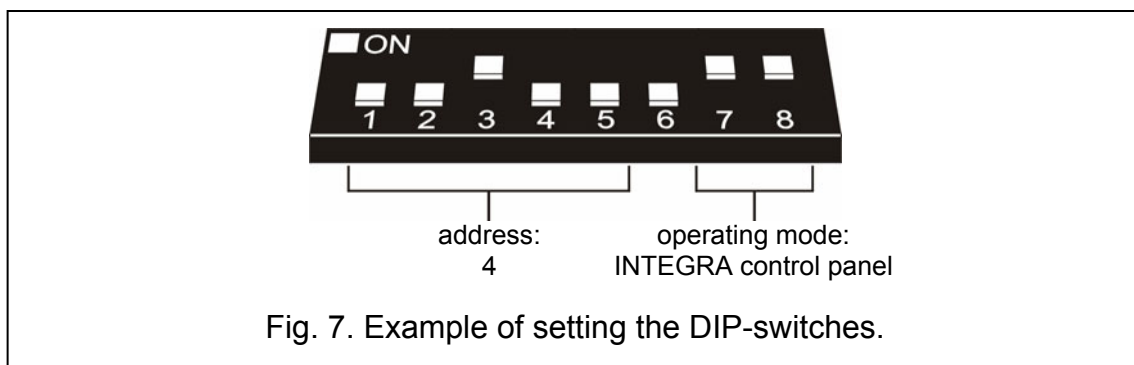 ON
1 2 3 4 5 6 7 8
address:
4
operating mode:
INTEGRA control panel
Fig. 7. Example of setting the DIP-switches.